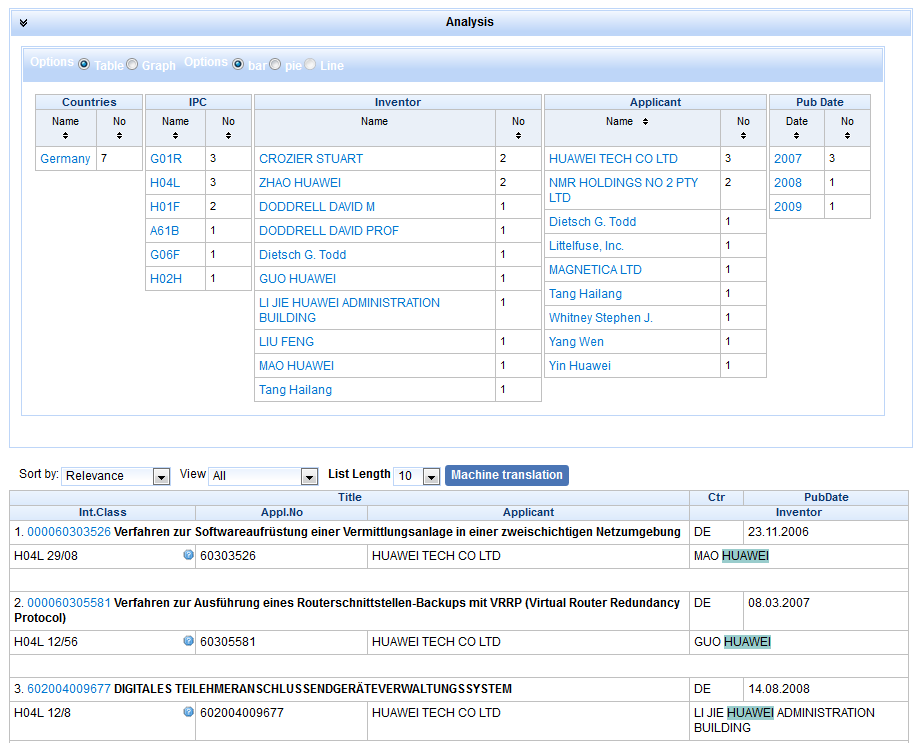 Analysis
Options Table Graph Options bar pie Line
Countries IPC Inventor Applicant Pub Date
Name No Name No Name No Name No Date No
Germany 7 G01R 3 CROZIER STUART 2 HUAWEI TECH CO LTD 3 2007 3
H04L 3 ZHAO HUAWEI 2 NMR HOLDINGS NO 2 PTY LTD 2 2008 1
H01F 2 DODDRELL DAVID M 1 2009 1
A61B 1 DODDRELL DAVID PROF 1 Dietsch G. Todd 1
G06F 1 Dietsch G. Todd 1 Littelfuse, Inc. 1
H02H 1 GUO HUAWEI 1 MAGNETICA LTD 1
LI JIE HUAWEI ADMINISTRATION BUILDING 1 Tang Hailang 1
Whitney Stephen J. 1
LIU FENG 1 Yang Wen 1
MAO HUAWEI 1 Yin Huawei 1
Tang Hailang 1
Sort by: Relevance View All List Length 10 Machine translation
Title Ctr PubDate
Int.Class Appl.No Applicant Inventor
1. 000060303526 Verfahren zur Softwareaufrüstung einer Vermittlungsanlage in einer zweischichtigen Netzumgebung DE 23.11.2006
H04L 29/08 60303526 HUAWEI TECH CO LTD MAO HUAWEI
2. 000060305581 Verfahren zur Ausführung eines Routerschnittstellen-Backups mit VRRP (Virtual Router Redundancy DE 08.03.2007
Protocol)
H04L 12/56 60305581 HUAWEI TECH CO LTD GUO HUAWEI
3. 602004009677 DIGITALES TEILEHMERANSCHLUSSENDGERÄTEVERWALTUNGSSYSTEM DE 14.08.2008
H04L 12/8 602004009677 HUAWEI TECH CO LTD LI JIE HUAWEI ADMINISTRATION
BUILDING